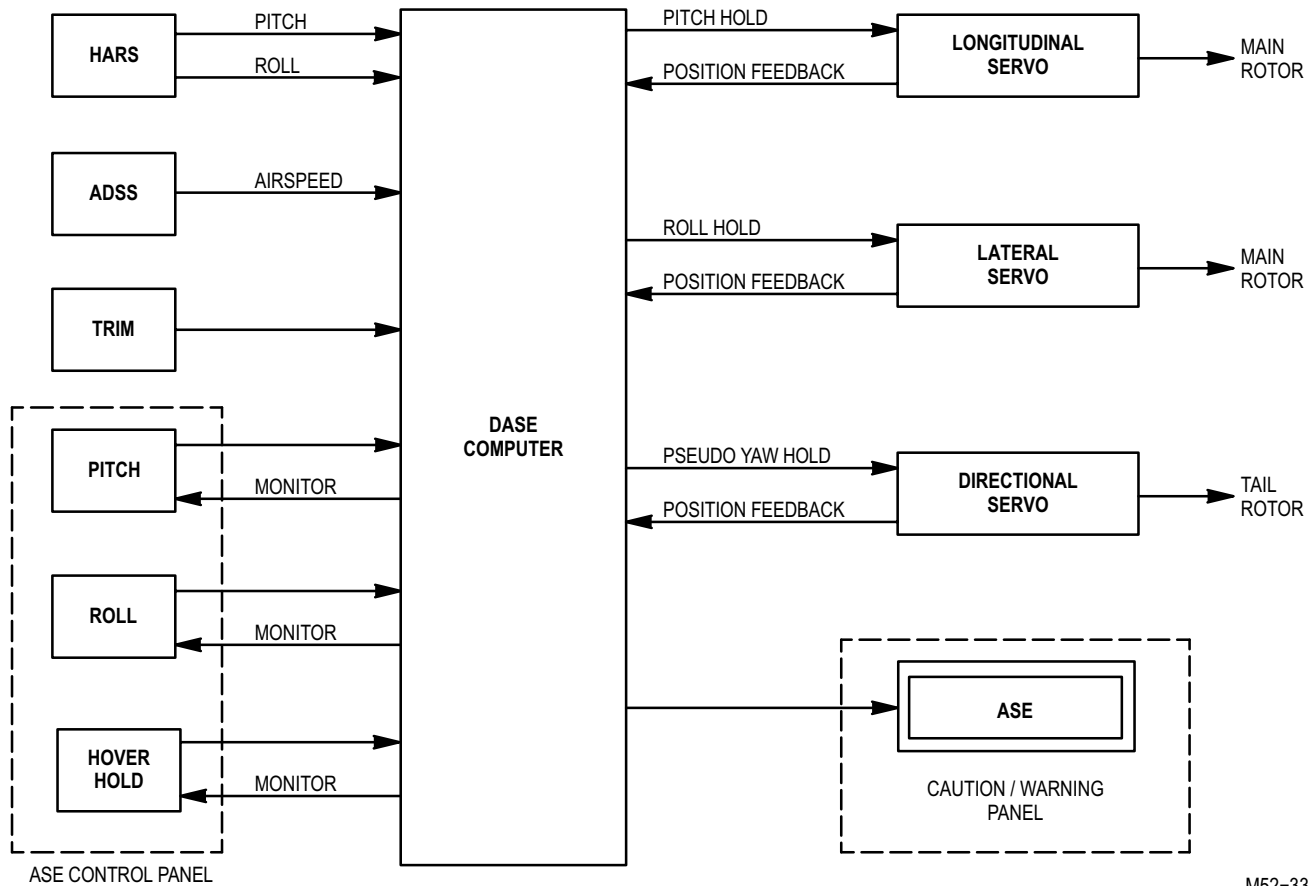 HARS
PITCH
ROLL
ADSS
AIRSPEED
TRIM
PITCH
MONITOR
ROLL
MONITOR
HOVER
HOLD
MONITOR
ASE CONTROL PANEL
DASE
COMPUTER
PITCH HOLD
POSITION FEEDBACK
LONGITUDINAL
SERVO
MAIN
ROTOR
ROLL HOLD
POSITION FEEDBACK
LATERAL
SERVO
MAIN
ROTOR
PSEUDO YAW HOLD
POSITION FEEDBACK
DIRECTIONAL
SERVO
TAIL
ROTOR
ASE
CAUTION / WARNING
PANEL
M52-33